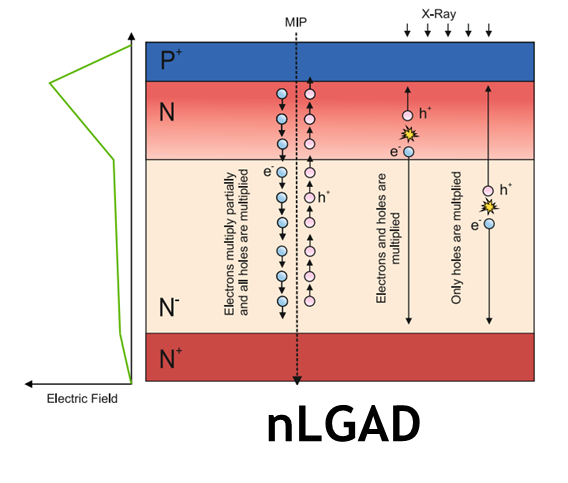 MIP
X-Ray
P⁺
N
h⁺
e⁻
e⁻
h⁺
h⁺
e⁻
Electrons multiply partially
and all holes are multiplied
Electrons and holes are
multiplied
Only holes are multplied
N⁻
N⁺
Electric Field
nLGAD